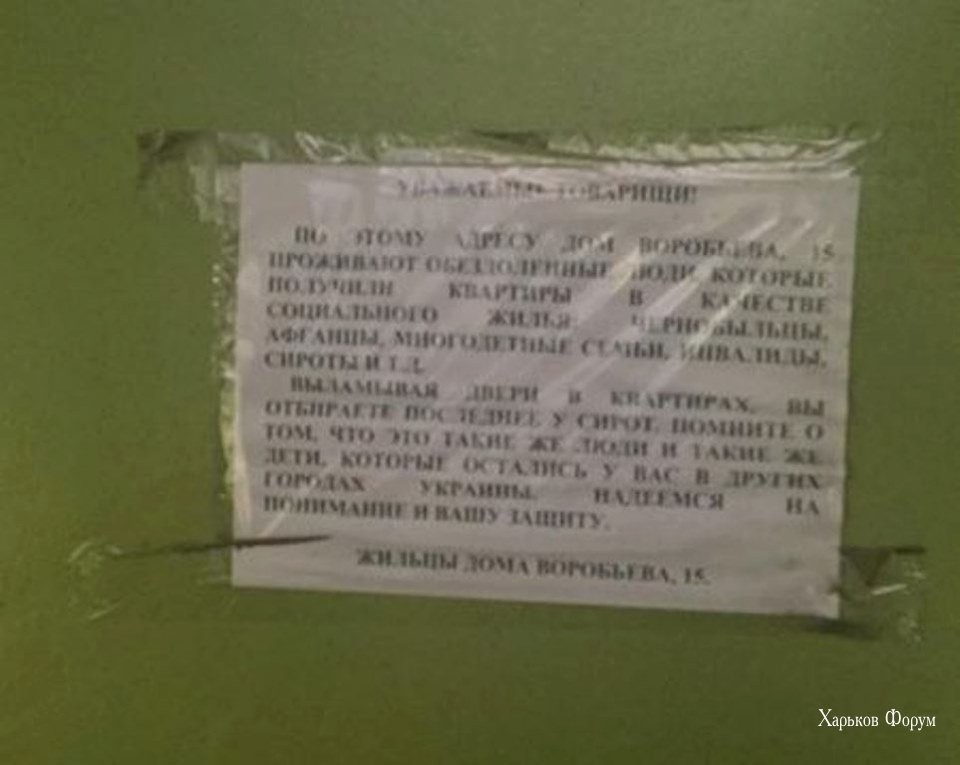 УВАЖАЕМЫЕ ТОВАРИЩИ!
ПО ЭТОМУ АДРЕСУ ДОМ ВОРОБЬЕВА, 15
ПРОЖИВАЮТ ОБЕЗДОЛЕННЫЕ ЛЮДИ, КОТОРЫЕ
ПОЛУЧИЛИ КВАРТИРЫ В КАЧЕСТВЕ
СОЦИАЛЬНОГО ЖИЛЬЯ: ЧЕРНОБЫЛЬЦЫ,
АФГАНЦЫ, МНОГОДЕТНЫЕ СЕМЬИ, ИНВАЛИДЫ,
СИРОТЫ И Т.Д.
ВЫЛАМЫВАЯ ДВЕРИ В КВАРТИРАХ, ВЫ
ОТБИРАЕТЕ ПОСЛЕДНЕЕ У СИРОТ. ПОМНИТЕ О
ТОМ, ЧТО ЭТО ТАКИЕ ЖЕ ЛЮДИ И ТАКИЕ ЖЕ
ДЕТИ, КОТОРЫЕ ОСТАЛИСЬ У ВАС В ДРУГИХ
ГОРОДАХ УКРАИНЫ. НАДЕЕМСЯ НА
ПОНИМАНИЕ И ВАШУ ЗАЩИТУ.
ЖИЛЬЦЫ ДОМА ВОРОБЬЕВА, 15.
Харьков Форум